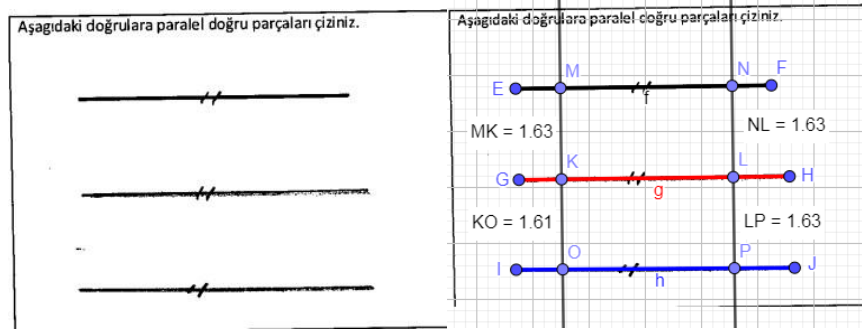 Aşagıdaki doğrulara paralel doğru parçaları çiziniz.
Aşagıdaki doğrulara paralel doğru parçaları çiziniz.
E M N F
f
MK = 1.63 NL = 1.63
G K L H
g
KO = 1.61 LP = 1.63
I O P J
h